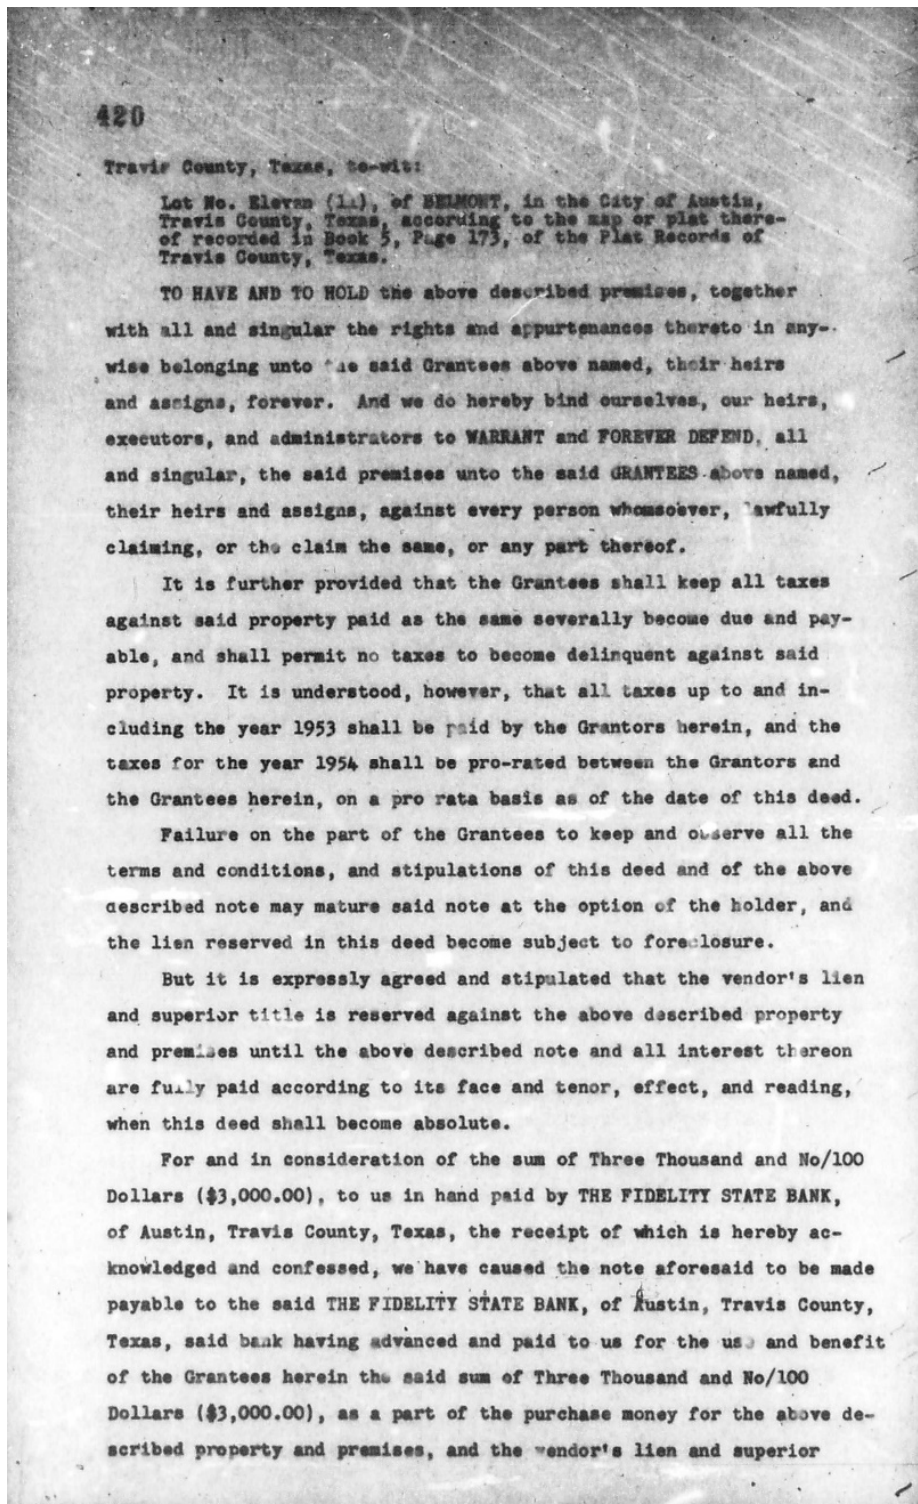 420
Travis County, Texas, to-wit:
Lot No. Eleven (11), of BELMONT, in the City of Austin,
Travis County, Texas, according to the map or plat there-
of recorded in Book 5, Page 173, of the Plat Records of
Travis County, Texas.
TO HAVE AND TO HOLD the above described premises, together
with all and singular the rights and appurtenances thereto in any-
wise belonging unto the said Grantees above named, their heirs
and assigns, forever. And we do hereby bind ourselves, our heirs,
executors, and administrators to WARRANT and FOREVER DEFEND, all
and singular, the said premises unto the said GRANTEES above named,
their heirs and assigns, against every person whomsoever, lawfully
claiming, or the claim the same, or any part thereof.
It is further provided that the Grantees shall keep all taxes
against said property paid as the same severally become due and pay-
able, and shall permit no taxes to become delinquent against said
property. It is understood, however, that all taxes up to and in-
cluding the year 1953 shall be paid by the Grantors herein, and the
taxes for the year 1954 shall be pro-rated between the Grantors and
the Grantees herein, on a pro rata basis as of the date of this deed.
Failure on the part of the Grantees to keep and observe all the
terms and conditions, and stipulations of this deed and of the above
described note may mature said note at the option of the holder, and
the lien reserved in this deed become subject to foreclosure.
But it is expressly agreed and stipulated that the vendor's lien
and superior title is reserved against the above described property
and premises until the above described note and all interest thereon
are fully paid according to its face and tenor, effect, and reading,
when this deed shall become absolute.
For and in consideration of the sum of Three Thousand and No/100
Dollars ($3,000.00), to us in hand paid by THE FIDELITY STATE BANK,
of Austin, Travis County, Texas, the receipt of which is hereby ac-
knowledged and confessed, we have caused the note aforesaid to be made
payable to the said THE FIDELITY STATE BANK, of Austin, Travis County,
Texas, said bank having advanced and paid to us for the use and benefit
of the Grantees herein the said sum of Three Thousand and No/100
Dollars ($3,000.00), as a part of the purchase money for the above de-
scribed property and premises, and the vendor's lien and superior